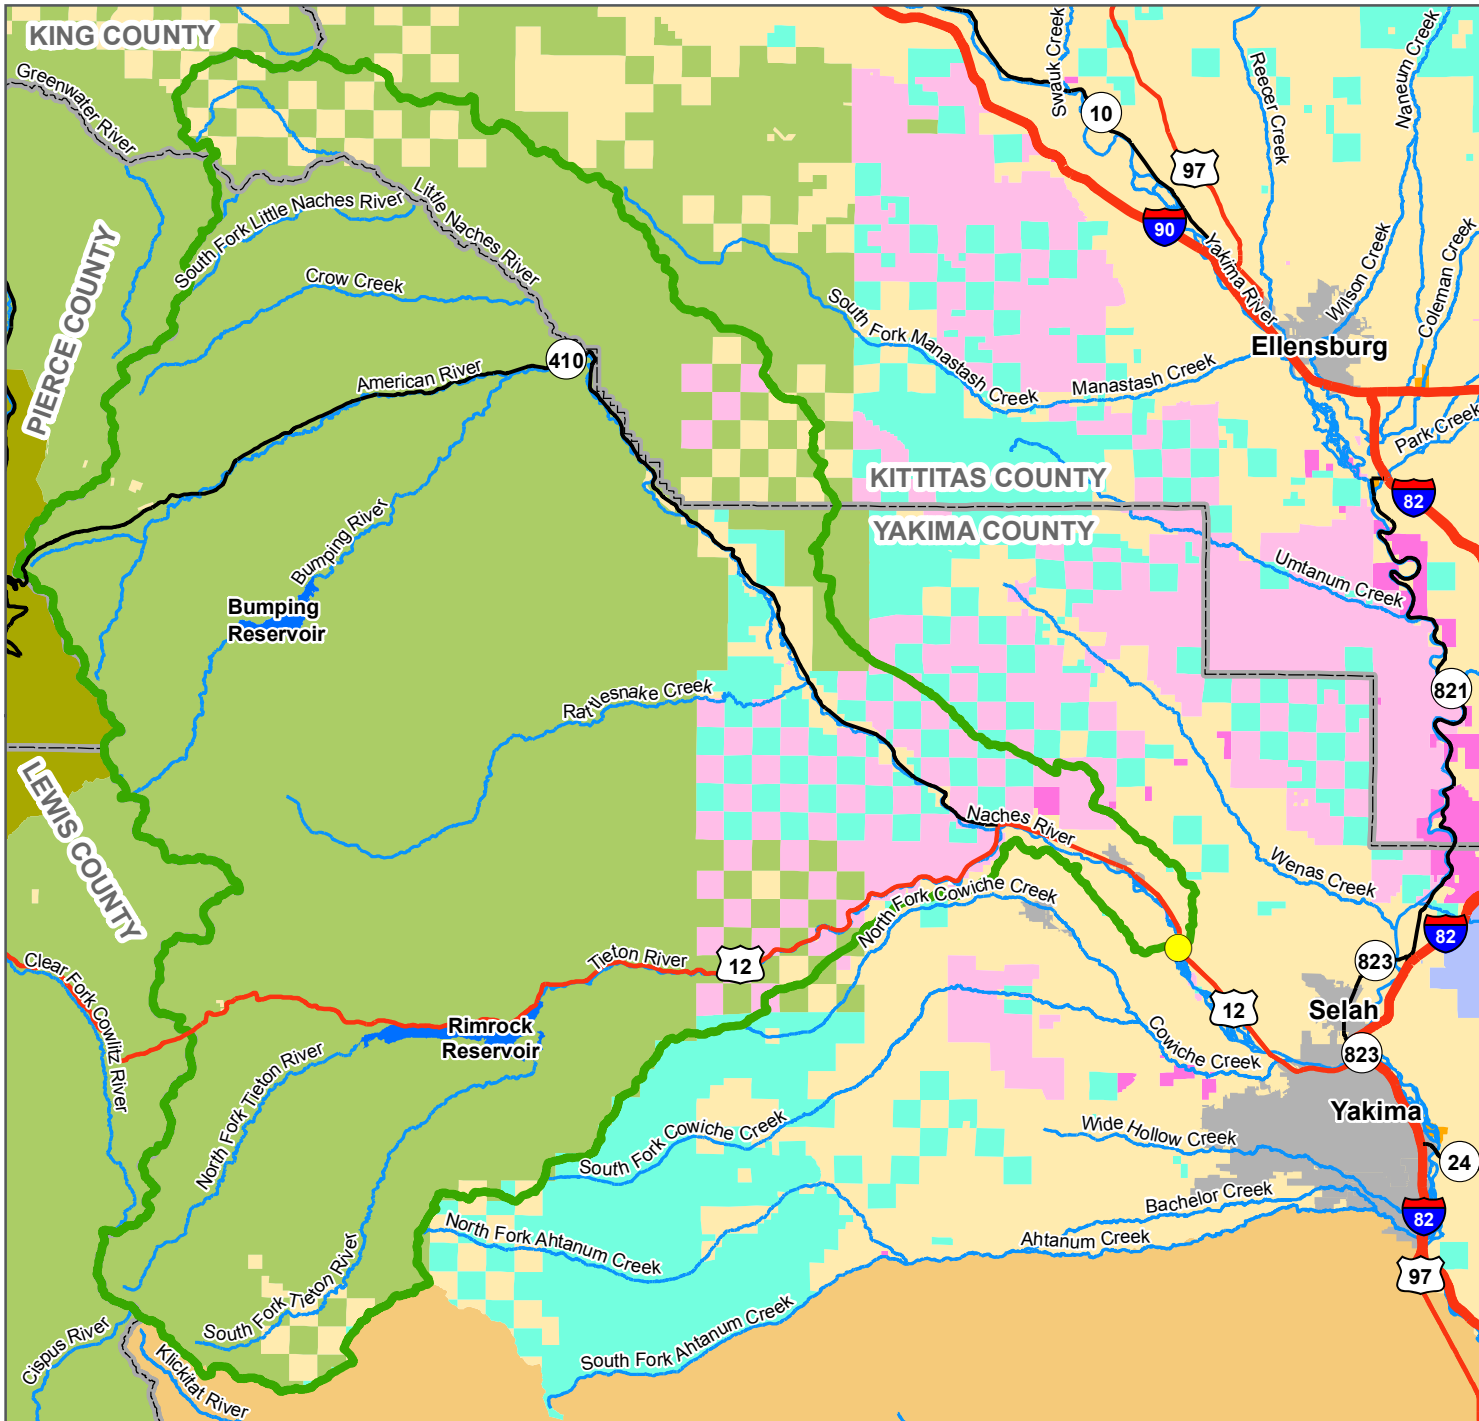 KING COUNTY
Greenwater River
Swauk Creek
10
Reecer Creek
Naneum Creek
97
90
South Fork Little Naches River
Little Naches River
Yakima River
Wilson Creek
Coleman Creek
Crow Creek
PIERCE COUNTY
South Fork Manastash Creek
Ellensburg
410
American River
Manastash Creek
Park Creek
KITTITAS COUNTY
82
YAKIMA COUNTY
Bumping River
Umtanum Creek
Bumping
Reservoir
Rattlesnake Creek
821
LEWIS COUNTY
Naches River
Wenas Creek
North Fork Cowiche Creek
82
Clear Fork Cowlitz River
Tieton River
12
823
12
Selah
Rimrock
Reservoir
Cowiche Creek
823
North Fork Tieton River
Yakima
South Fork Cowiche Creek
Wide Hollow Creek
24
Bachelor Creek
82
North Fork Ahtanum Creek
Ahtanum Creek
97
South Fork Tieton River
South Fork Ahtanum Creek
Cispus River
Klickitat River